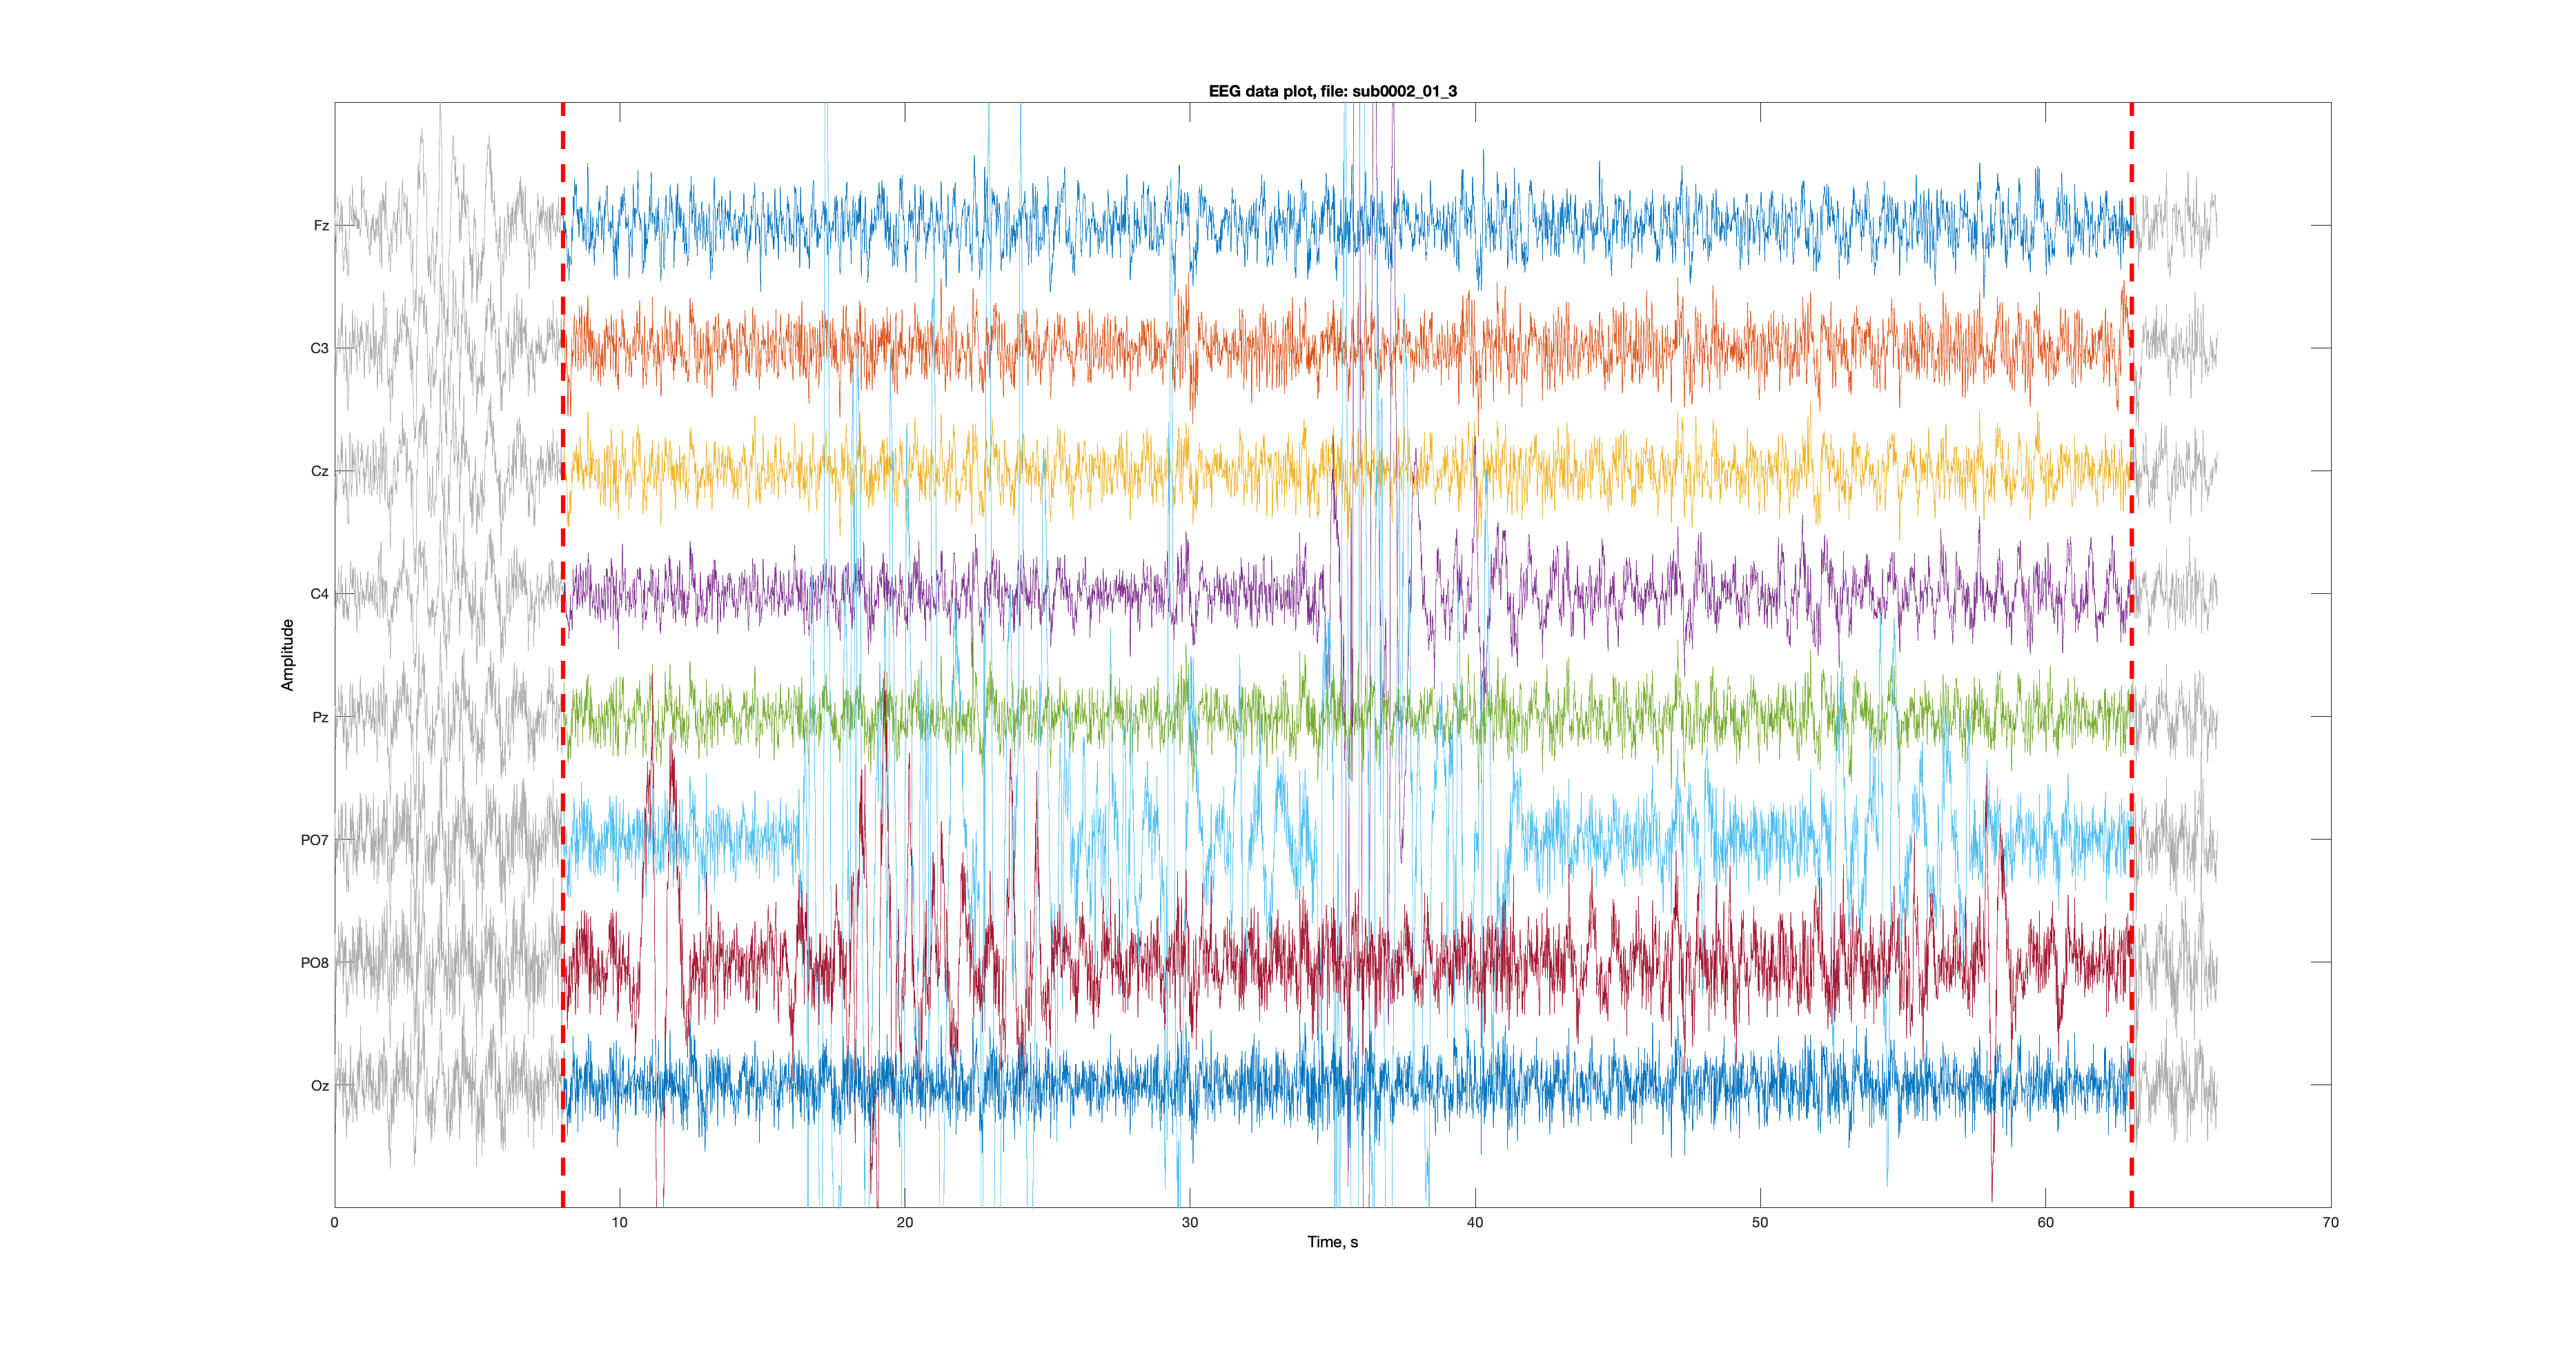 EEG data plot, file: sub0002_01_3
Amplitude
Fz
C3
Cz
C4
Pz
PO7
PO8
Oz
0 10 20 30 40 50 60 70
Time, s